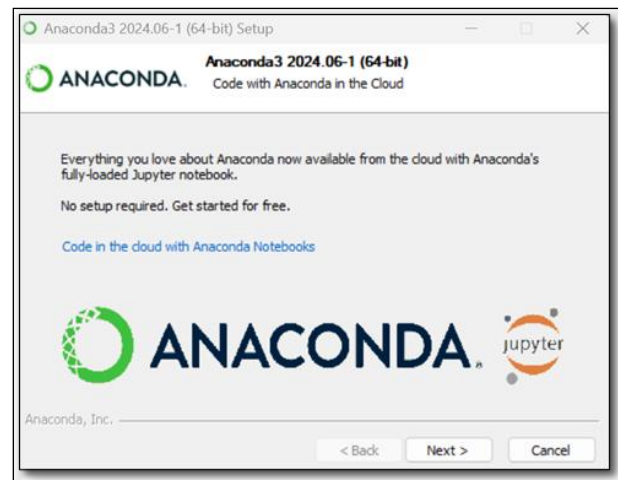 Anaconda3 2024.06-1 (64-bit) Setup
ANACONDA.
Anaconda3 2024.06-1 (64-bit)
Code with Anaconda in the Cloud
Everything you love about Anaconda now available from the cloud with Anaconda's
fully-loaded Jupyter notebook.
No setup required. Get started for free.
Code in the cloud with Anaconda Notebooks
ANACONDA.
jupyter
Anaconda, Inc.
< Back Next > Cancel